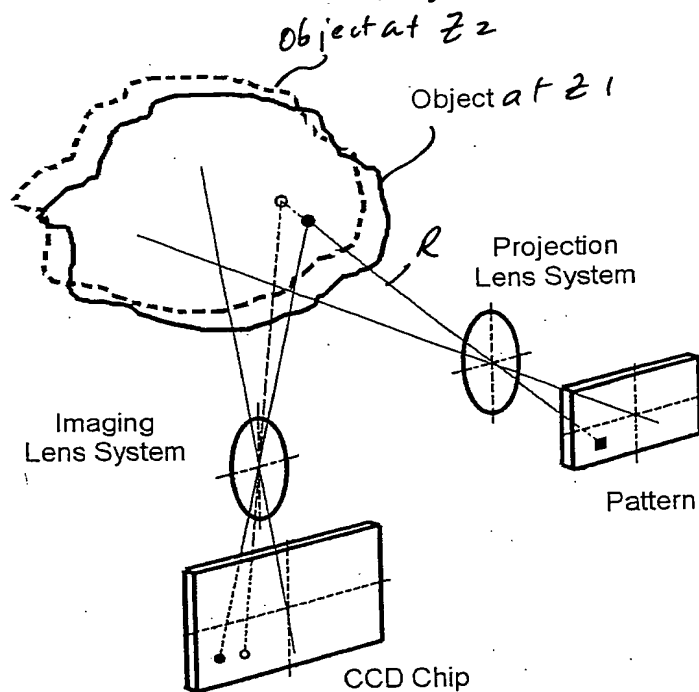 Object at Z2
Object at Z1
R
Projection
Lens System
Imaging
Lens System
Pattern
CCD Chip